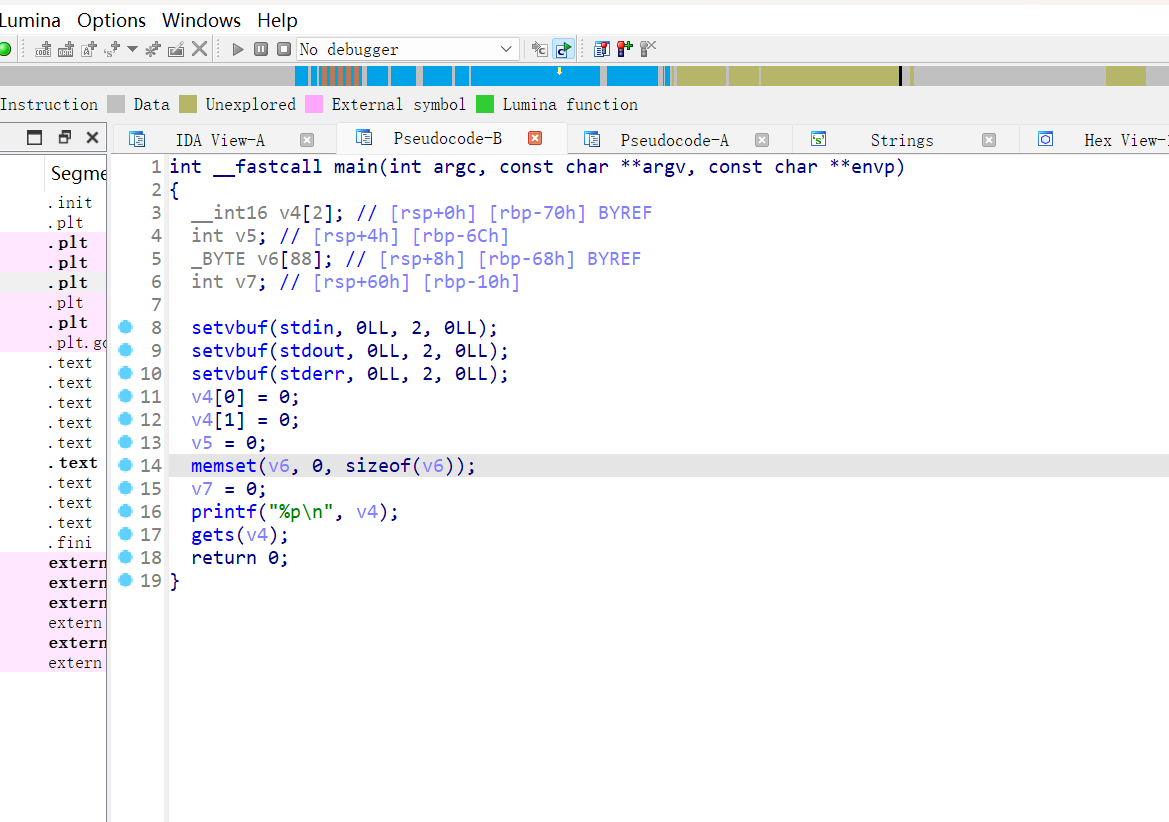 Lumina Options Windows Help
No debugger
Instruction Data Unexplored External symbol Lumina function
IDA View-A Pseudocode-B Pseudocode-A Strings Hex View-1
Segme
.init
.plt
.plt
.plt
.plt
.plt
.plt
.plt.go
.text
.text
.text
.text
.text
.text
.text
.text
.text
.fini
extern
extern
extern
extern
extern
extern
1 int __fastcall main(int argc, const char **argv, const char **envp)
2 {
3 __int16 v4[2]; // [rsp+0h] [rbp-70h] BYREF
4 int v5; // [rsp+4h] [rbp-6Ch]
5 _BYTE v6[88]; // [rsp+8h] [rbp-68h] BYREF
6 int v7; // [rsp+60h] [rbp-10h]
7
8 setvbuf(stdin, 0LL, 2, 0LL);
9 setvbuf(stdout, 0LL, 2, 0LL);
10 setvbuf(stderr, 0LL, 2, 0LL);
11 v4[0] = 0;
12 v4[1] = 0;
13 v5 = 0;
14 memset(v6, 0, sizeof(v6));
15 v7 = 0;
16 printf("%p\n", v4);
17 gets(v4);
18 return 0;
19 }